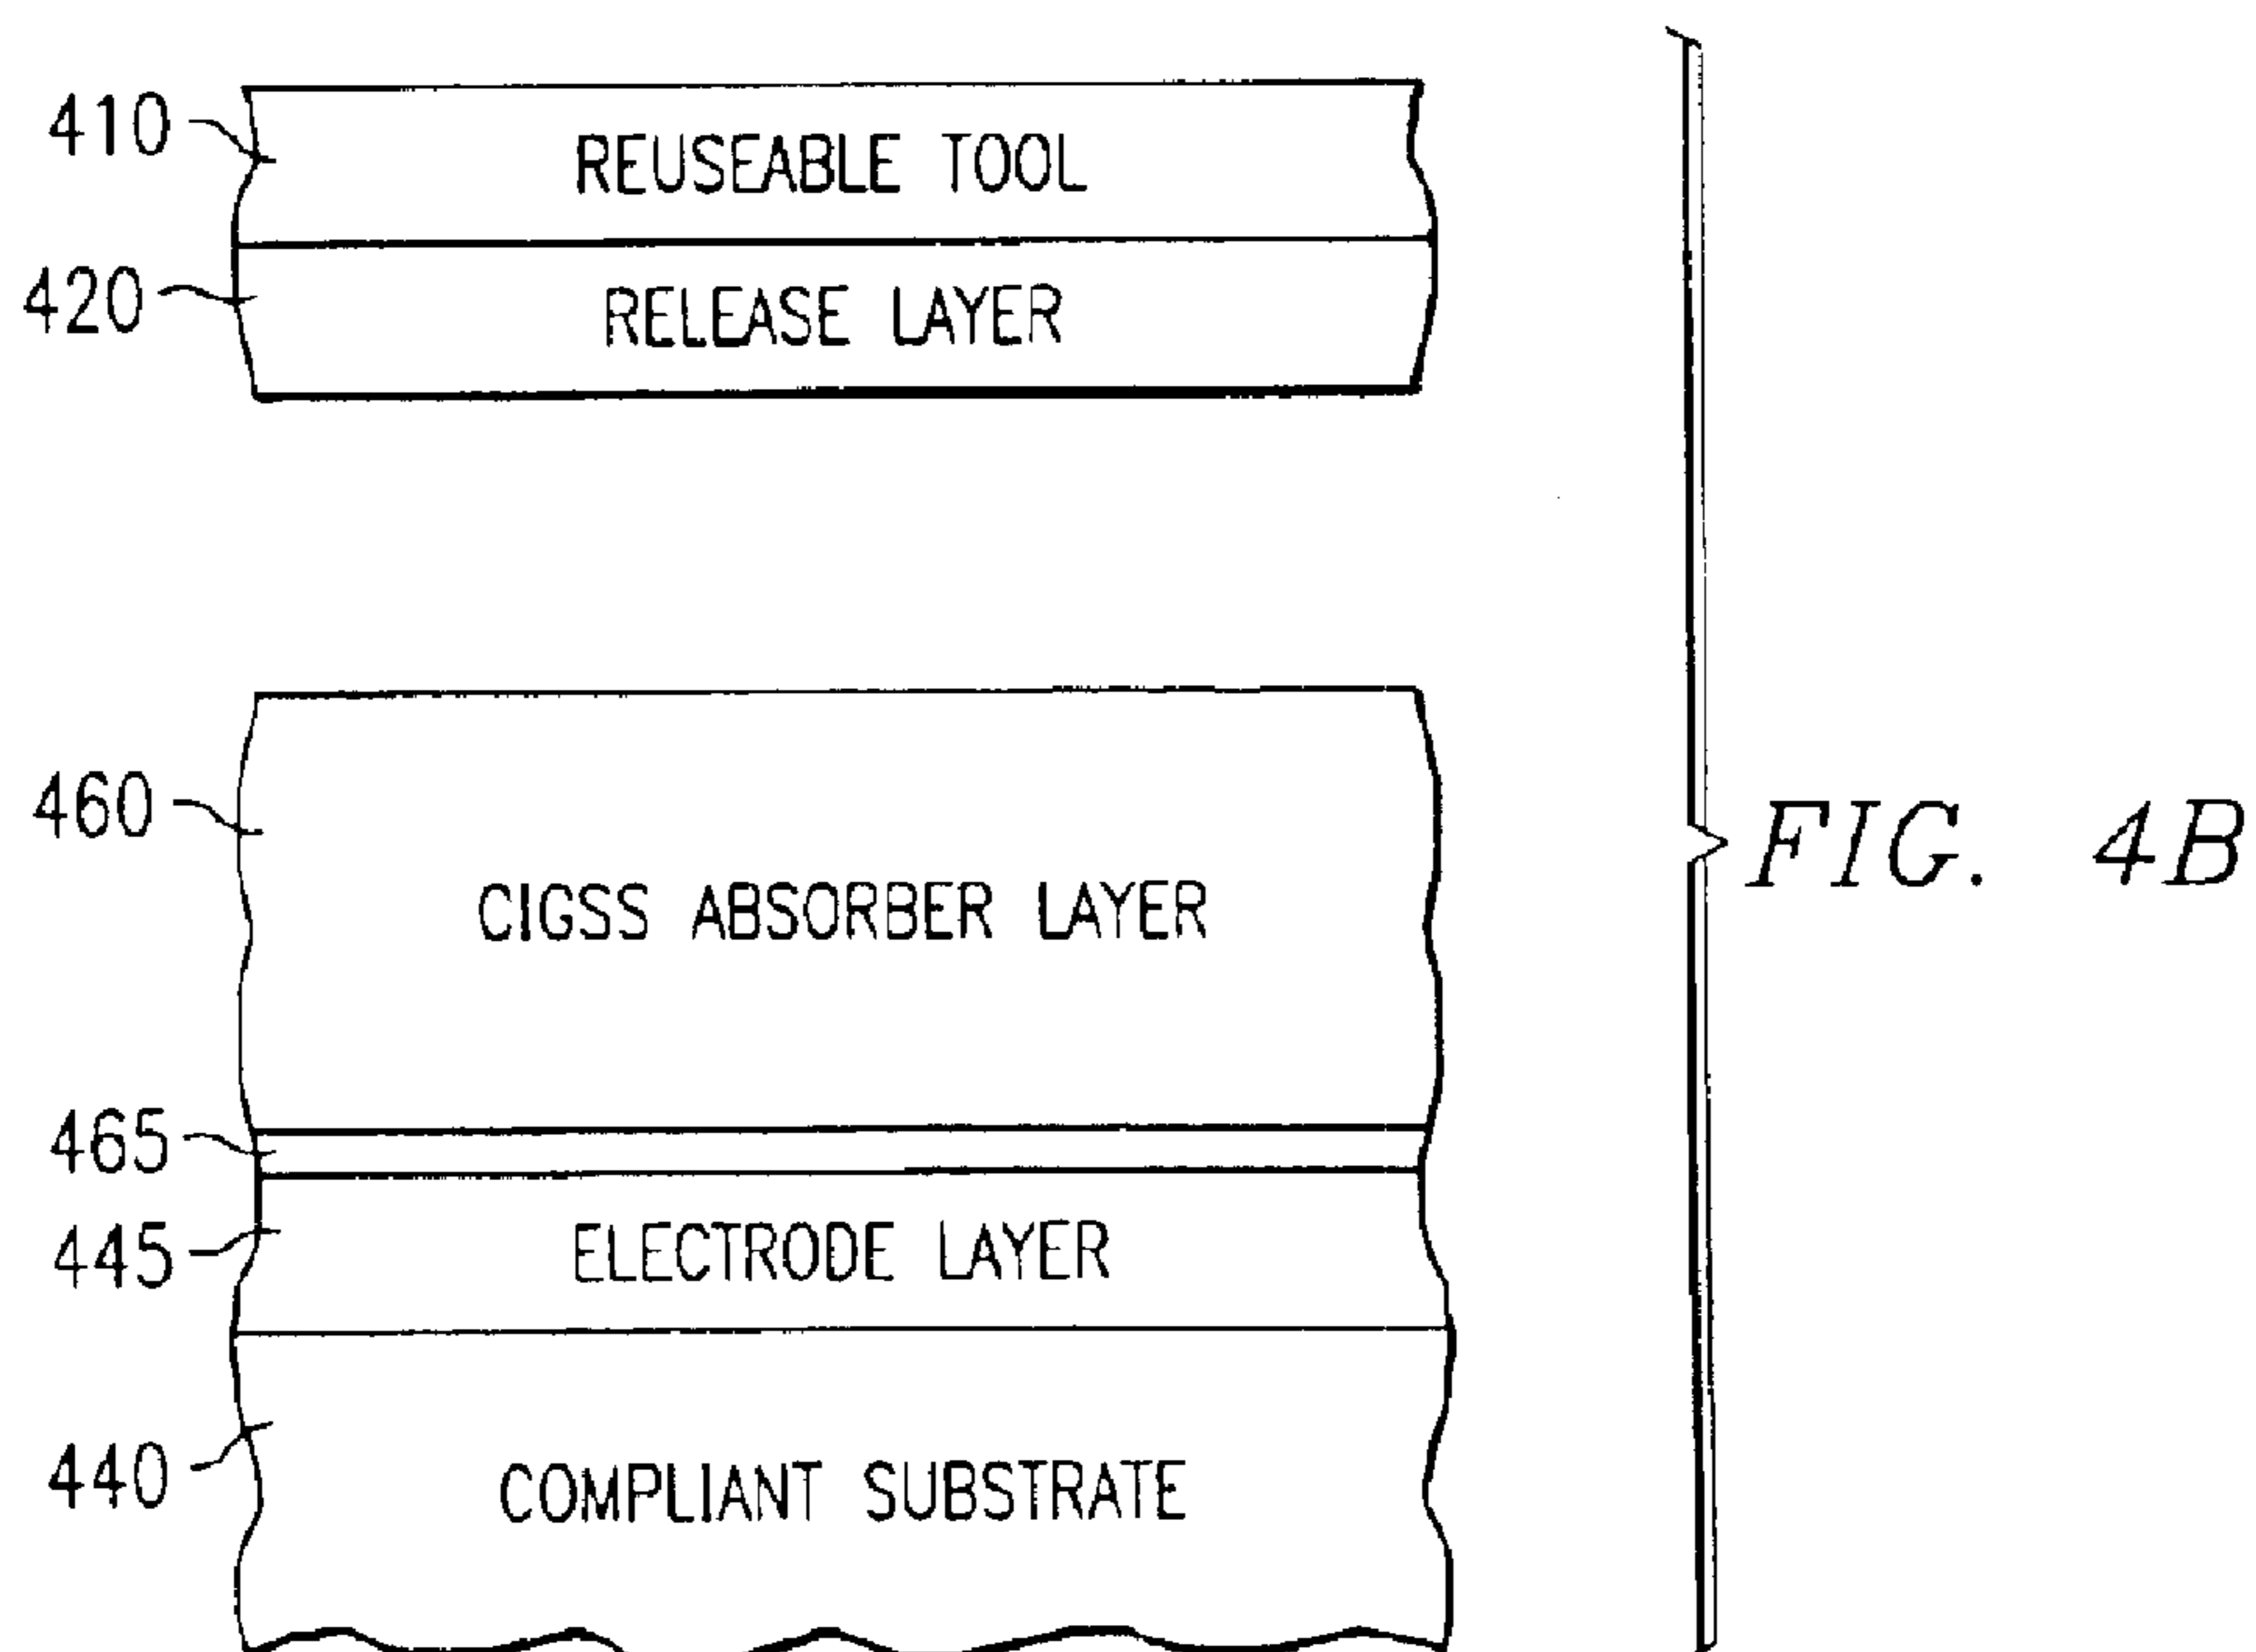 410
REUSEABLE TOOL
420
RELEASE LAYER
460
CIGSS ABSORBER LAYER
465
445
ELECTRODE LAYER
440
COMPLIANT SUBSTRATE
FIG. 4B